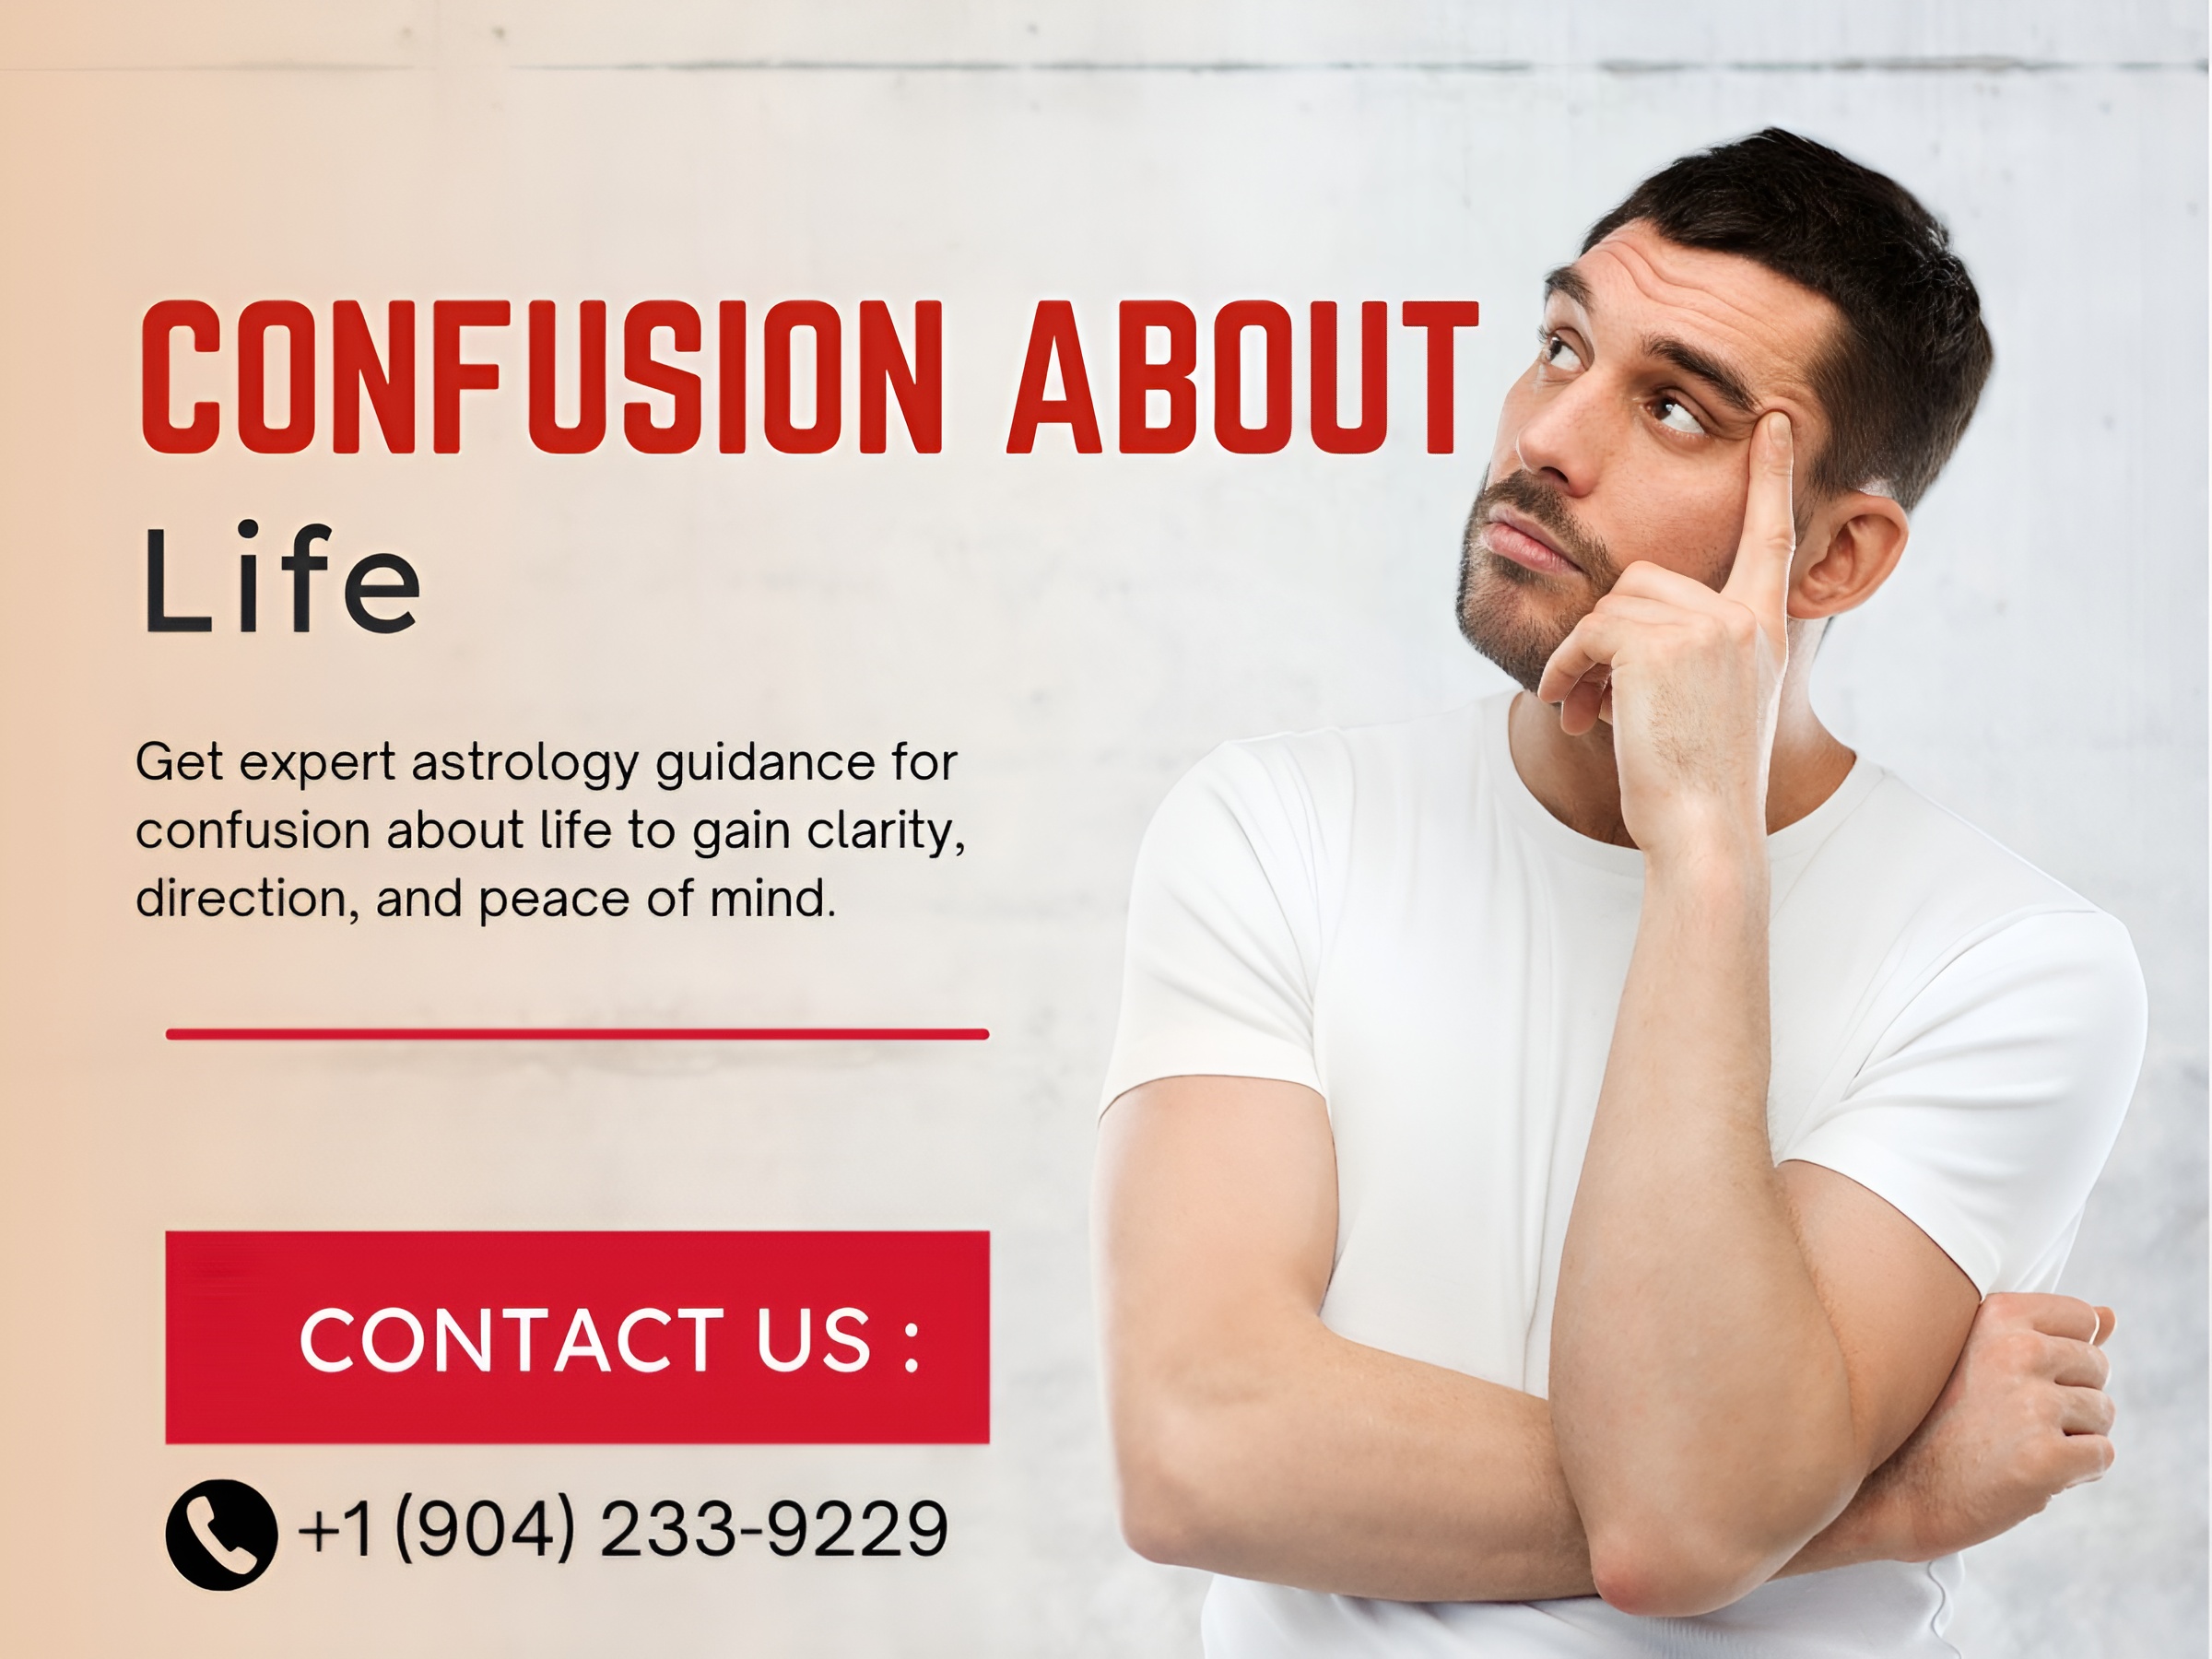 CONFUSION ABOUT
Life
Get expert astrology guidance for
confusion about life to gain clarity,
direction, and peace of mind.
CONTACT US :
+1 (904) 233-9229